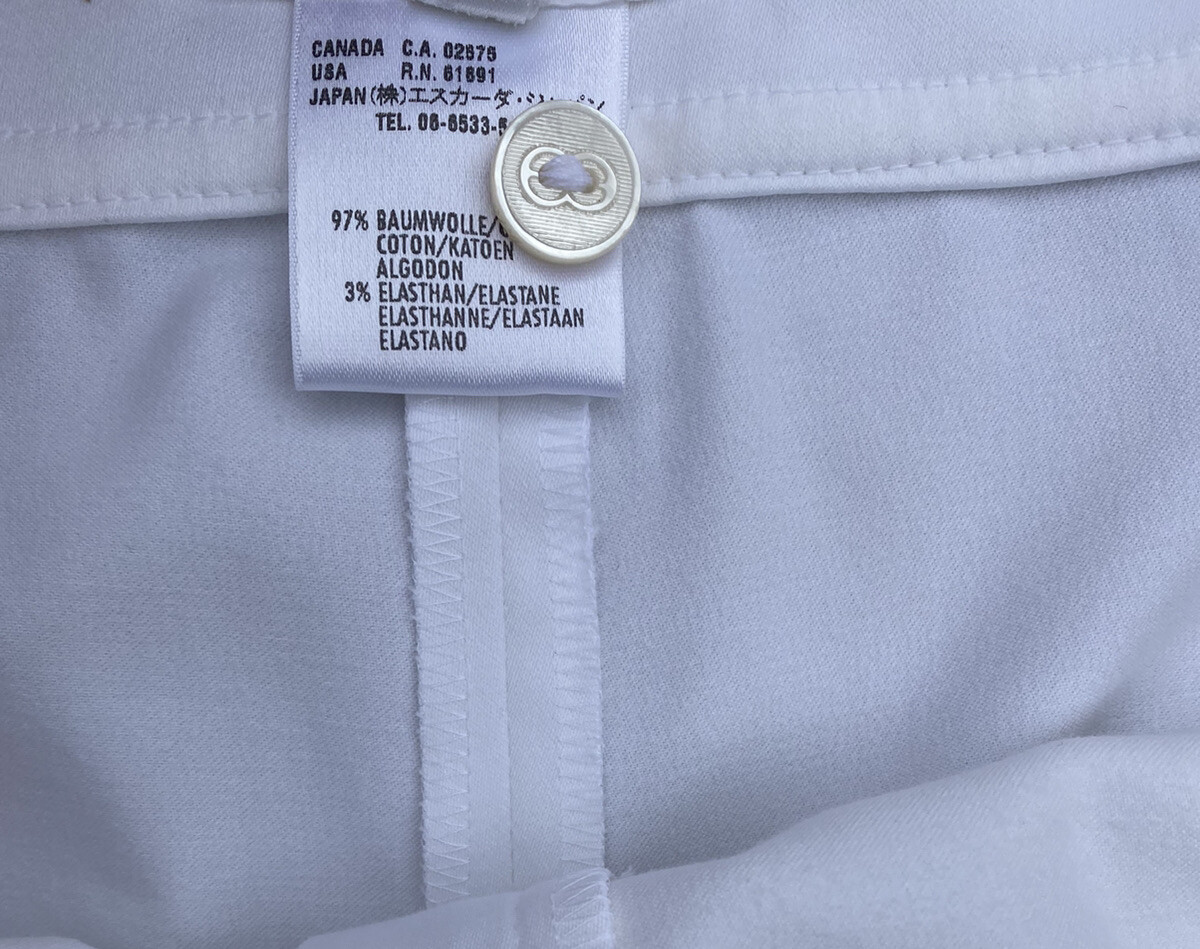 CANADA C.A. 02675
USA R.N. 61691
JAPAN (株)エスカーダ・
TEL. 06-6533-
97% BAUMWOLLE/
COTON/KATOEN
ALGODON
3% ELASTHAN/ELASTANE
ELASTHANNE/ELASTAAN
ELASTANO